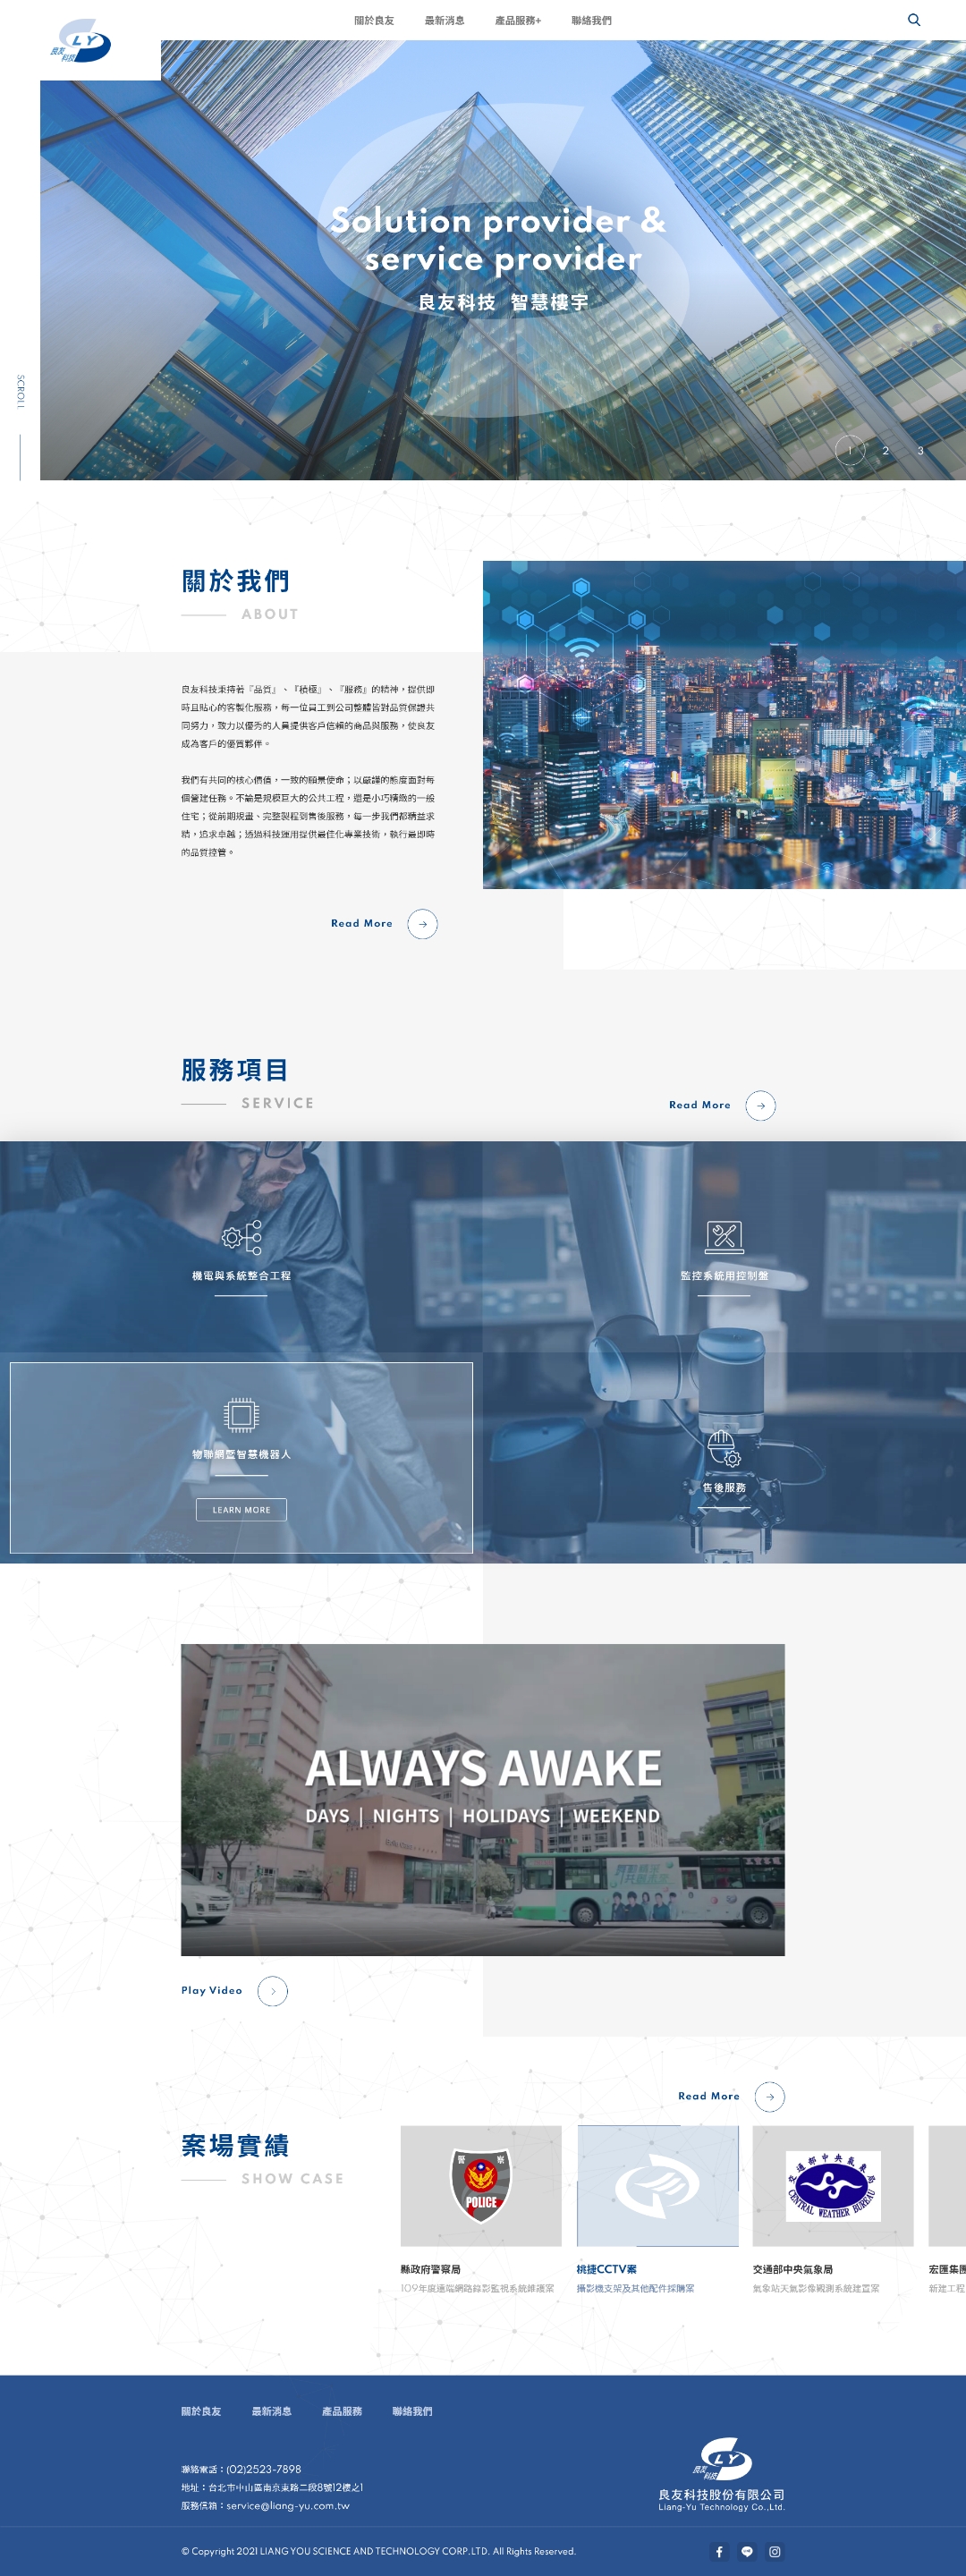 LY
良友
科技
關於良友
最新消息
產品服務+
聯絡我們
Solution provider &
service provider
良友科技 智慧樓宇
SCROLL
1
2
3
關於我們
ABOUT
良友科技秉持著『品質』、『積極』、『服務』的精神，提供即
時且貼心的客製化服務，每一位員工到公司整體皆對品質保證共
同努力，致力以優秀的人員提供客戶信賴的商品與服務，使良友
成為客戶的優質夥伴。
我們有共同的核心價值，一致的願景使命；以嚴謹的態度面對每
個營建任務。不論是規模巨大的公共工程，還是小巧精緻的一般
住宅；從前期規畫、完整製程到售後服務，每一步我們都精益求
精，追求卓越；透過科技運用提供最佳化專業技術，執行最即時
的品質控管。
Read More
服務項目
SERVICE
Read More
機電與系統整合工程
監控系統用控制盤
物聯網暨智慧機器人
LEARN MORE
售後服務
ALWAYS AWAKE
DAYS | NIGHTS | HOLIDAYS | WEEKEND
Play Video
Read More
案場實績
SHOW CASE
警 察
POLICE
交通部中央氣象局
CENTRAL WEATHER BUREAU
縣政府警察局
109年度遠端網路錄影監視系統維護案
桃捷CCTV案
攝影機支架及其他配件採購案
交通部中央氣象局
氣象站天氣影像觀測系統建置案
宏匯集團
新建工程
關於良友
最新消息
產品服務
聯絡我們
聯絡電話：(02)2523-7898
地址：台北市中山區南京東路二段8號12樓之1
服務信箱：service@liang-yu.com.tw
LY
良友
科技
良友科技股份有限公司
Liang-Yu Technology Co.,Ltd.
© Copyright 2021 LIANG YOU SCIENCE AND TECHNOLOGY CORP.LTD. All Rights Reserved.